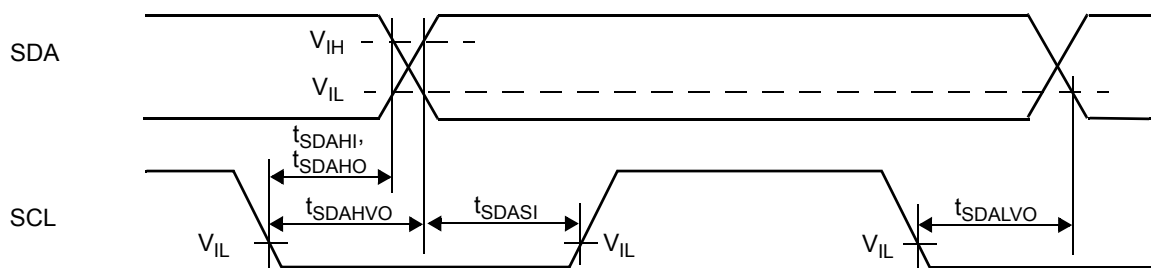 SDA
V_IH
V_IL
t_SDAHI,
t_SDAHO
SCL
t_SDAHVO
t_SDASI
t_SDALVO
V_IL
V_IL
V_IL